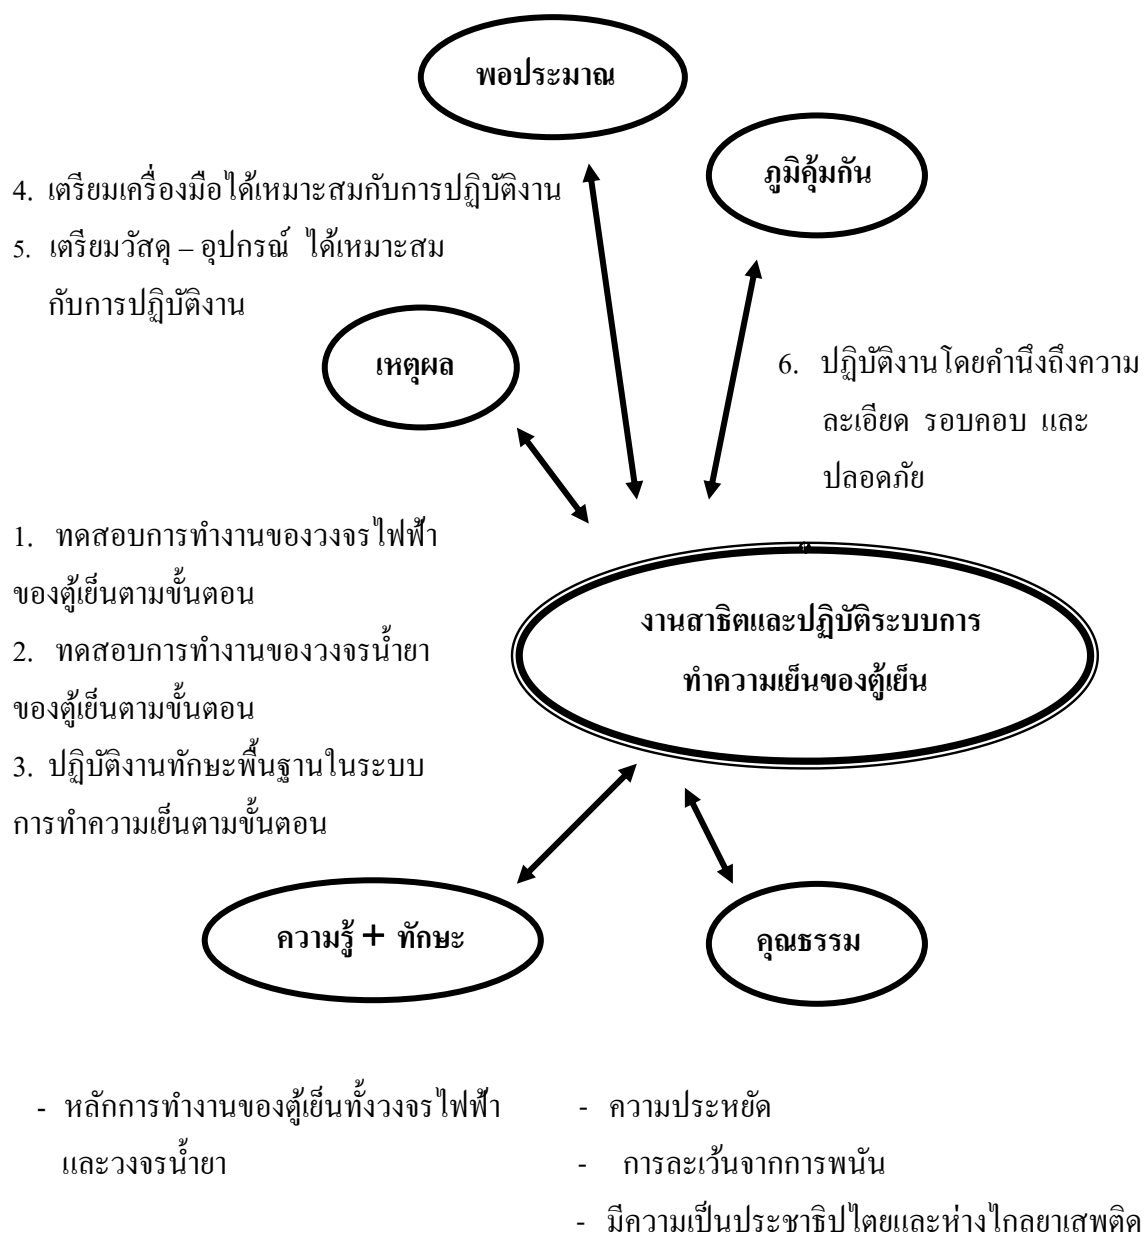 พอประมาณ
ภูมิคุ้มกัน
4. เตรียมเครื่องมือได้เหมาะสมกับการปฏิบัติงาน
5. เตรียมวัสดุ – อุปกรณ์ ได้เหมาะสม
กับการปฏิบัติงาน
เหตุผล
6. ปฏิบัติงานโดยคำนึงถึงความ
ละเอียด รอบคอบ และ
ปลอดภัย
1. ทดสอบการทำงานของวงจรไฟฟ้า
ของตู้เย็นตามขั้นตอน
2. ทดสอบการทำงานของวงจรน้ำยา
ของตู้เย็นตามขั้นตอน
3. ปฏิบัติงานทักษะพื้นฐานในระบบ
การทำความเย็นตามขั้นตอน
งานสาธิตและปฏิบัติระบบการ
ทำความเย็นของตู้เย็น
ความรู้ + ทักษะ
คุณธรรม
- หลักการทำงานของตู้เย็นทั้งวงจรไฟฟ้า
และวงจรน้ำยา
- ความประหยัด
- การละเว้นจากการพนัน
- มีความเป็นประชาธิปไตยและห่างไกลยาเสพติด